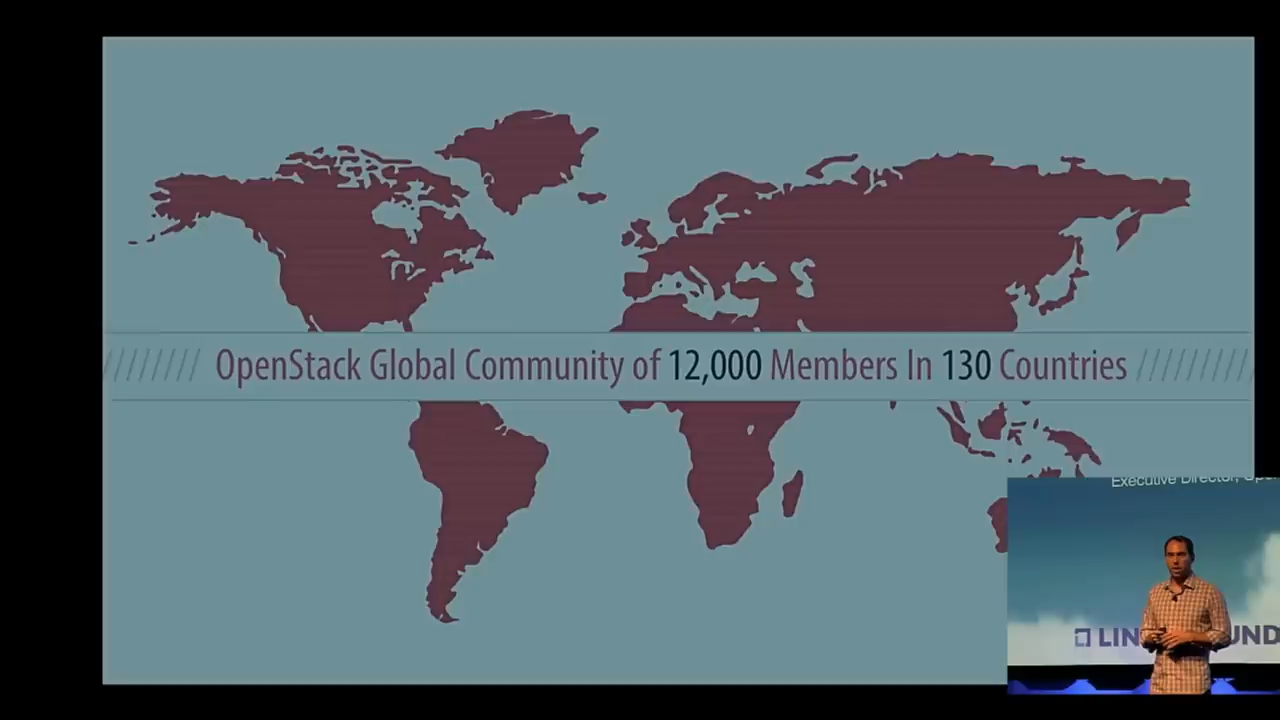 OpenStack Global Community of 12,000 Members In 130 Countries
Executive Director,
LIN UND